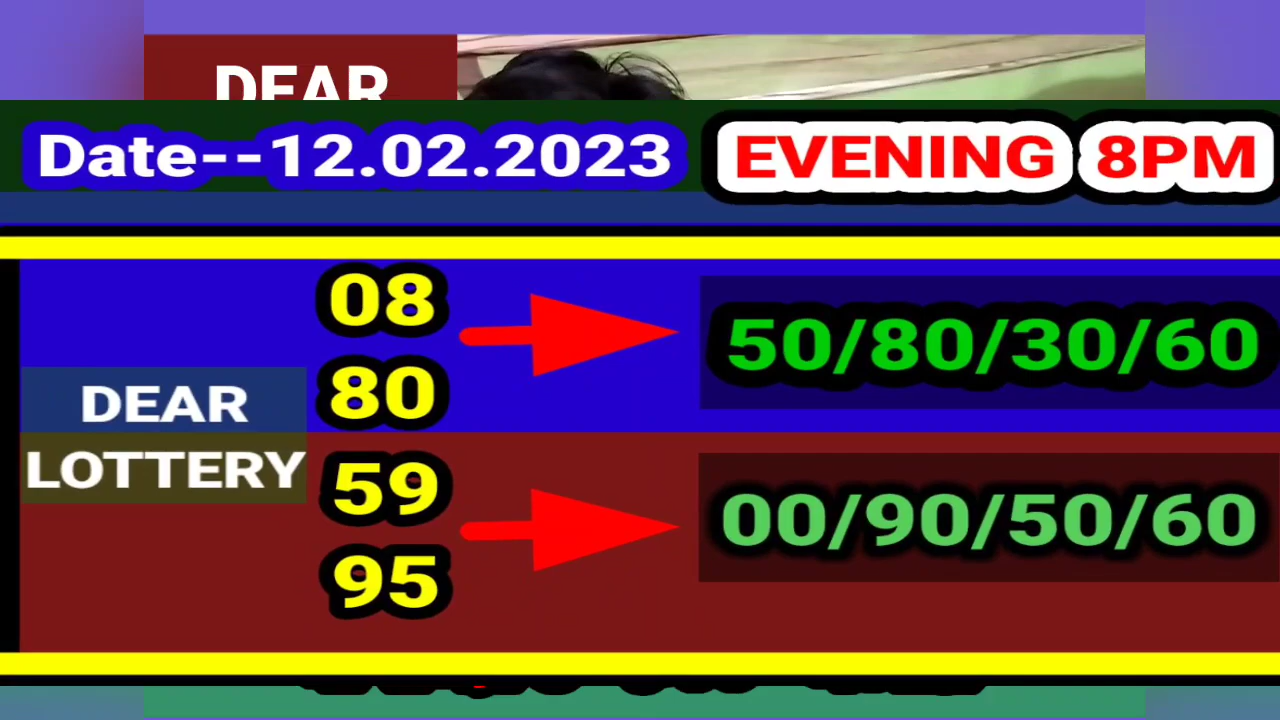 DEAR
Date--12.02.2023 EVENING 8PM
08
80
50/80/30/60
DEAR
LOTTERY
59
95
00/90/50/60